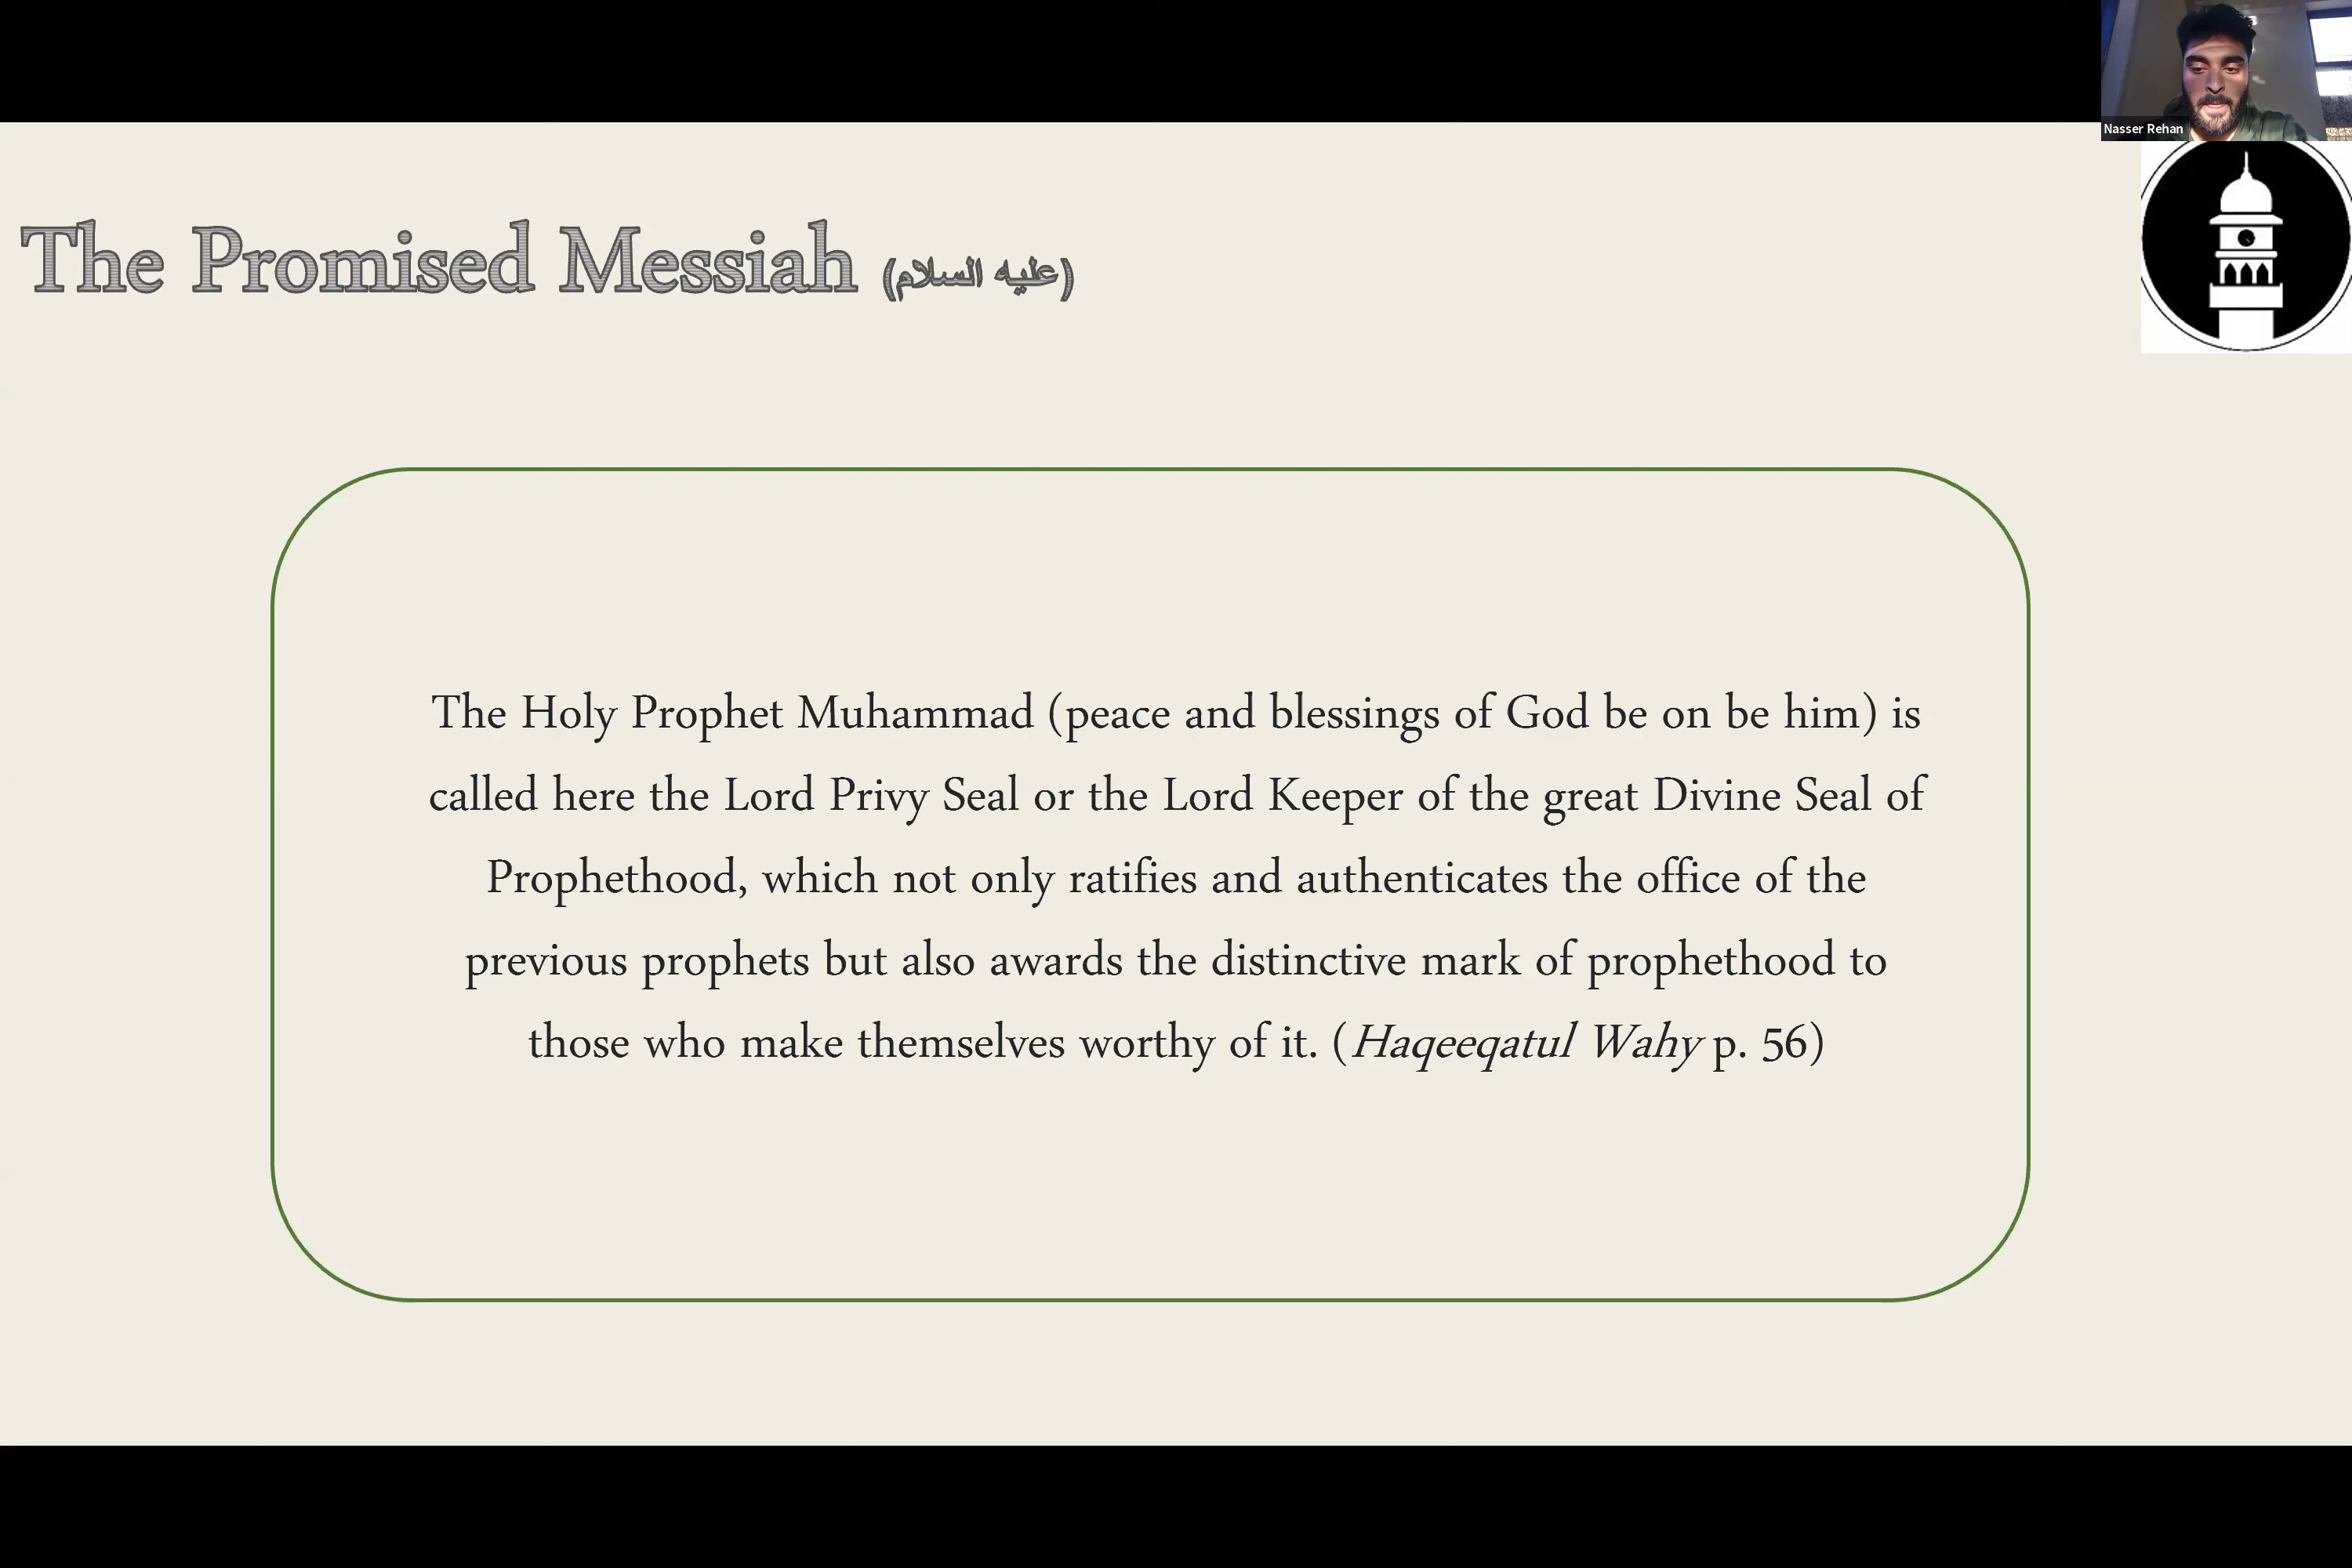 Nasser Rehan
The Promised Messiah (عليه السلام)
The Holy Prophet Muhammad (peace and blessings of God be on be him) is
called here the Lord Privy Seal or the Lord Keeper of the great Divine Seal of
Prophethood, which not only ratifies and authenticates the office of the
previous prophets but also awards the distinctive mark of prophethood to
those who make themselves worthy of it. (Haqeeqatul Wahy p. 56)